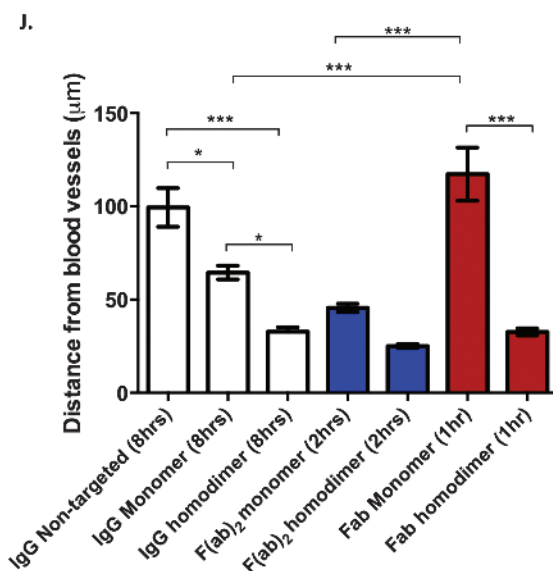 J.
***
***
***
***
*
*
Distance from blood vessels (μm)
150
100
50
0
IgG Non-targeted (8hrs)
IgG Monomer (8hrs)
IgG homodimer (8hrs)
F(ab)₂ monomer (2hrs)
F(ab)₂ homodimer (2hrs)
Fab Monomer (1hr)
Fab homodimer (1hr)